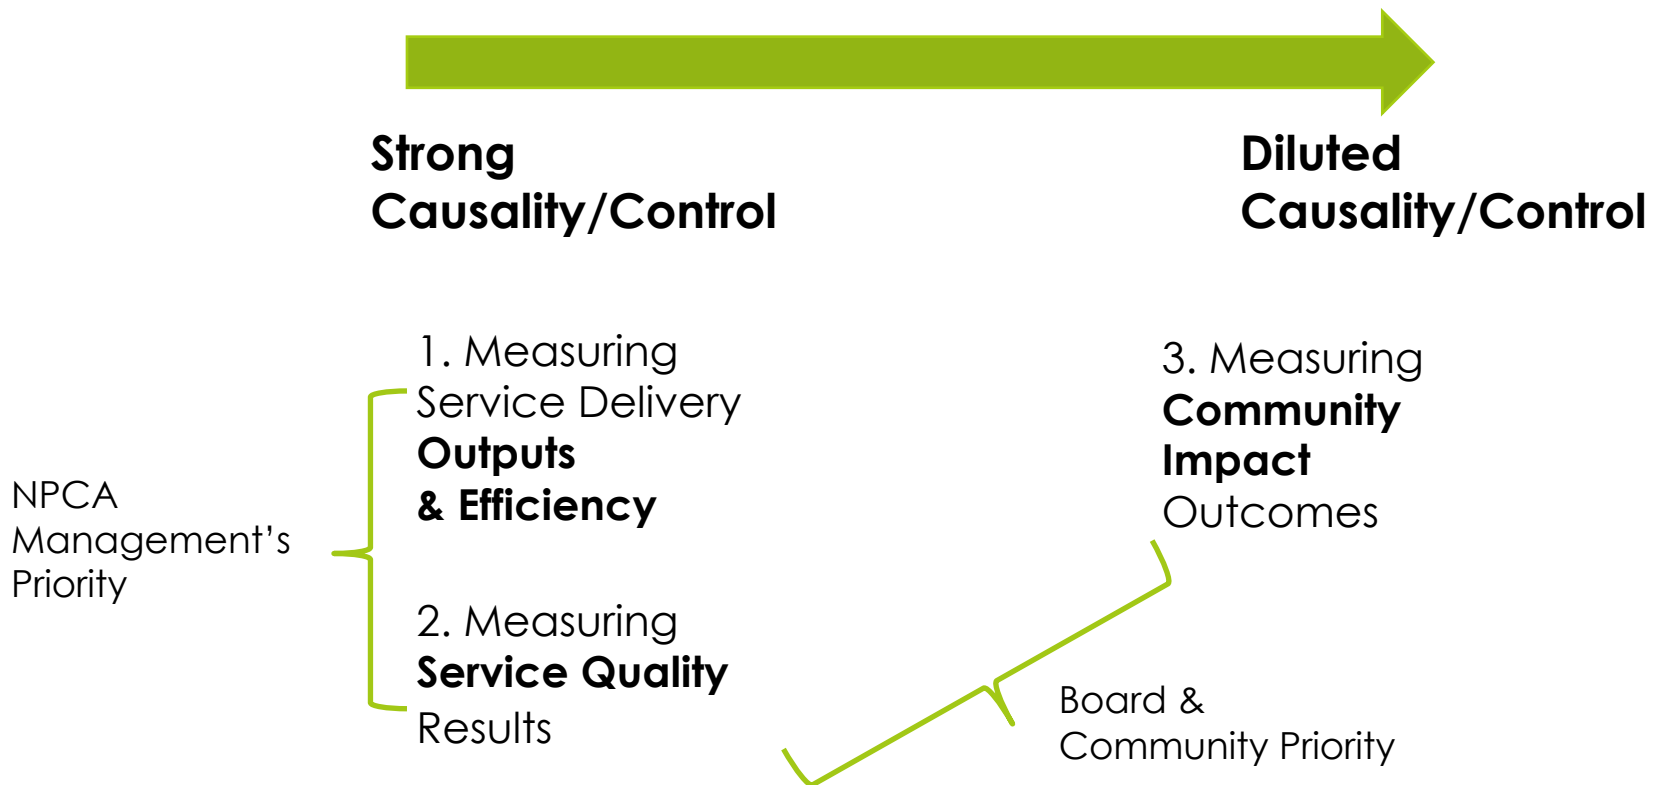 Strong
Causality/Control
Diluted
Causality/Control
1. Measuring
Service Delivery
Outputs
& Efficiency
3. Measuring
Community
Impact
Outcomes
NPCA
Management’s
Priority
2. Measuring
Service Quality
Results
Board &
Community Priority